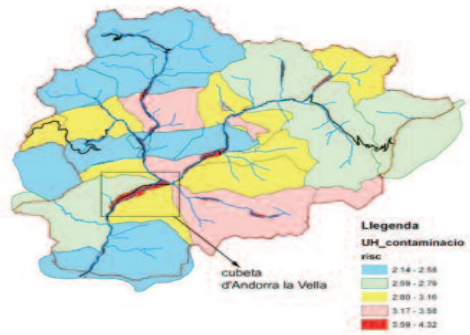 Llegenda
UH_contaminacio
risc
2.14 - 2.58
2.59 - 2.79
2.80 - 3.16
3.17 - 3.58
3.59 - 4.32
cubeta
d'Andorra la Vella